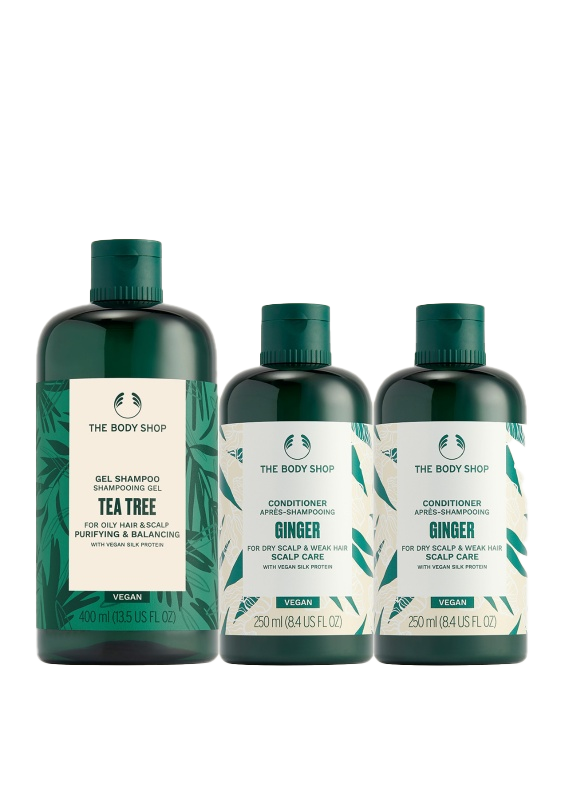 THE BODY SHOP
GEL SHAMPOO
SHAMPOOING GEL
TEA TREE
FOR OILY HAIR & SCALP
PURIFYING & BALANCING
WITH VEGAN SILK PROTEIN
VEGAN
400 ml (13.5 US FL OZ)
THE BODY SHOP
CONDITIONER
APRÈS-SHAMPOOING
GINGER
FOR DRY SCALP & WEAK HAIR
SCALP CARE
WITH VEGAN SILK PROTEIN
VEGAN
250 ml (8.4 US FL OZ)
THE BODY SHOP
CONDITIONER
APRÈS-SHAMPOOING
GINGER
FOR DRY SCALP & WEAK HAIR
SCALP CARE
WITH VEGAN SILK PROTEIN
VEGAN
250 ml (8.4 US FL OZ)